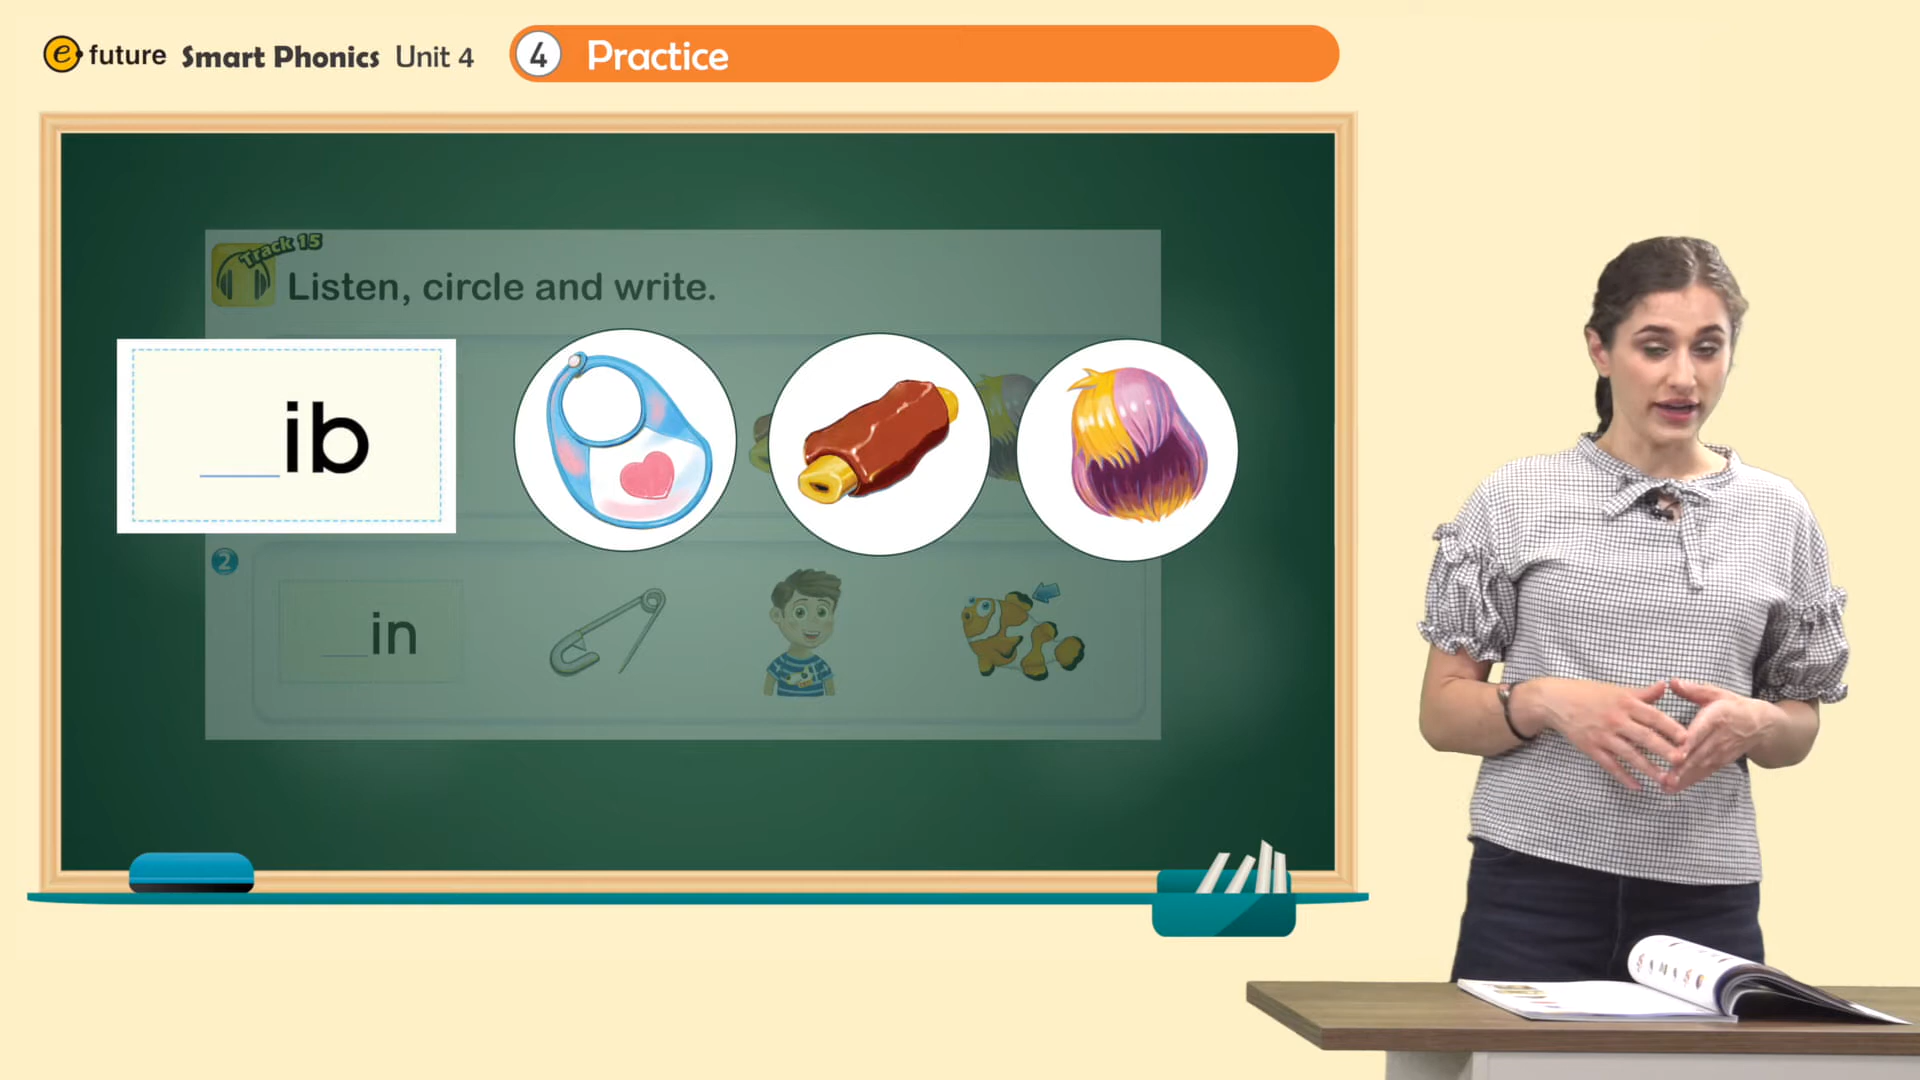 e future Smart Phonics Unit 4
4 Practice
Track 15
Listen, circle and write.
__ib
2
__in